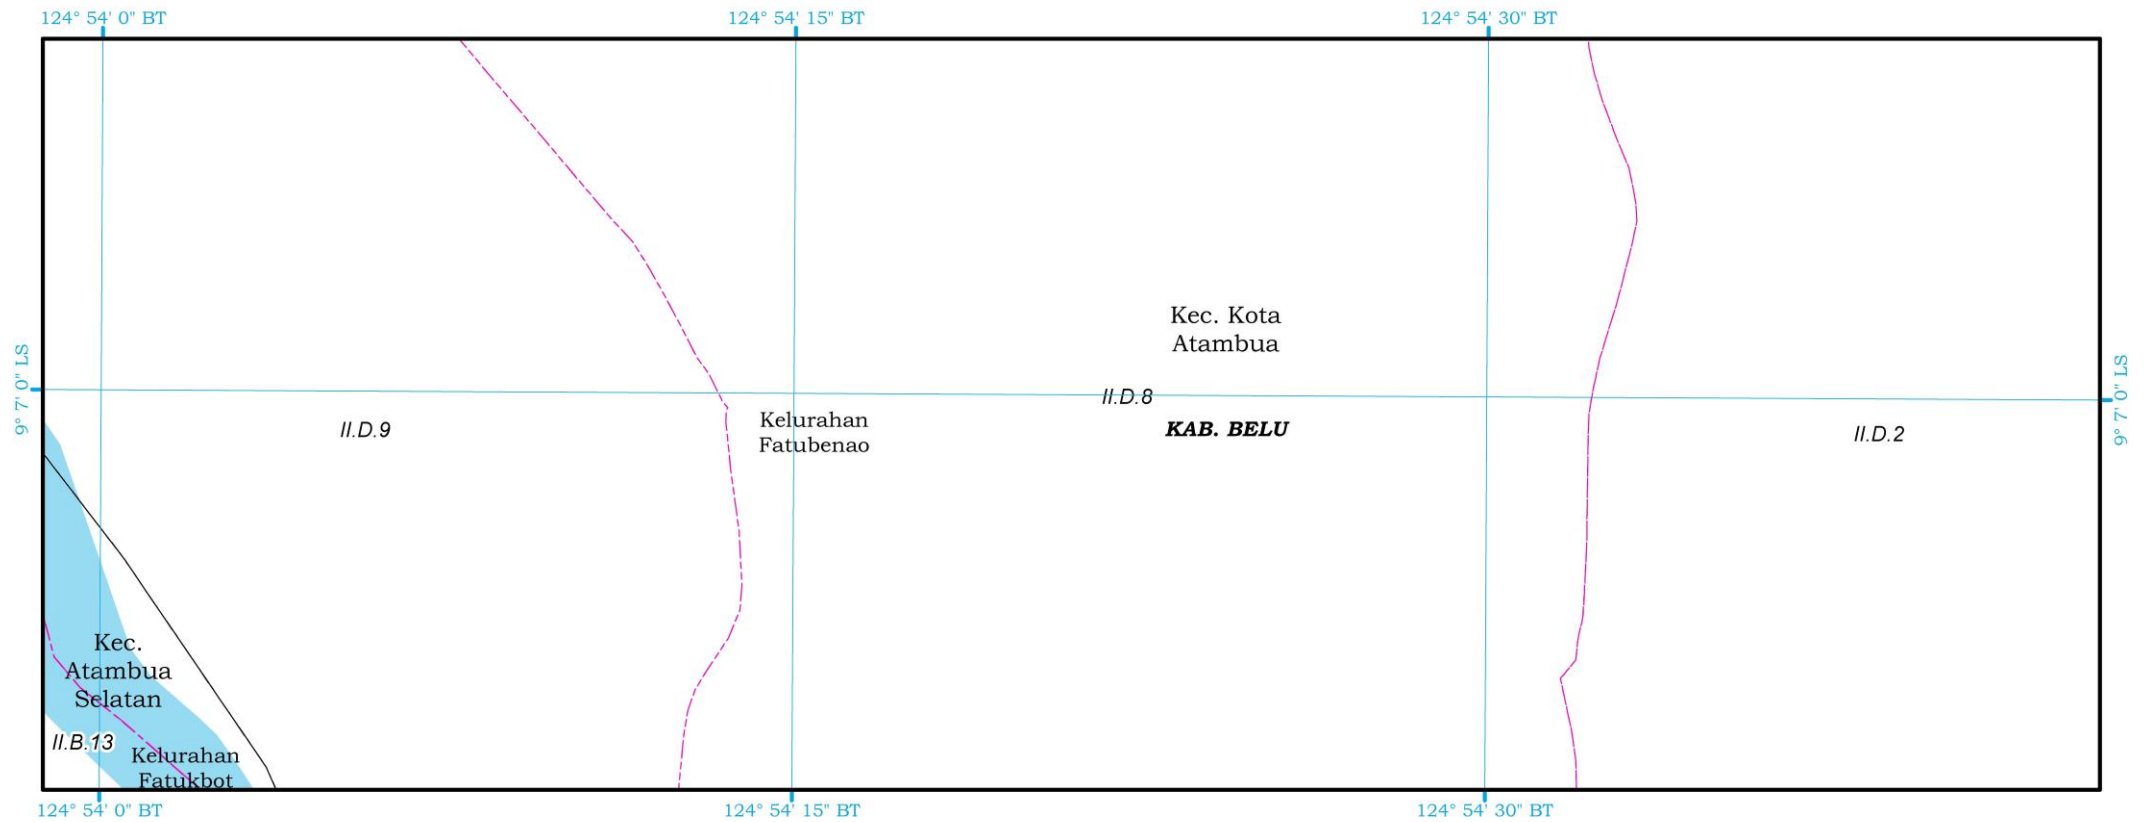 124° 54' 0" BT
124° 54' 15" BT
124° 54' 30" BT
Kec. Kota
Atambua
9° 7' 0" LS
9° 7' 0" LS
II.D.8
II.D.9
Kelurahan
Fatubenao
KAB. BELU
II.D.2
Kec.
Atambua
Selatan
II.B.13
Kelurahan
Fatukbot
124° 54' 0" BT
124° 54' 15" BT
124° 54' 30" BT